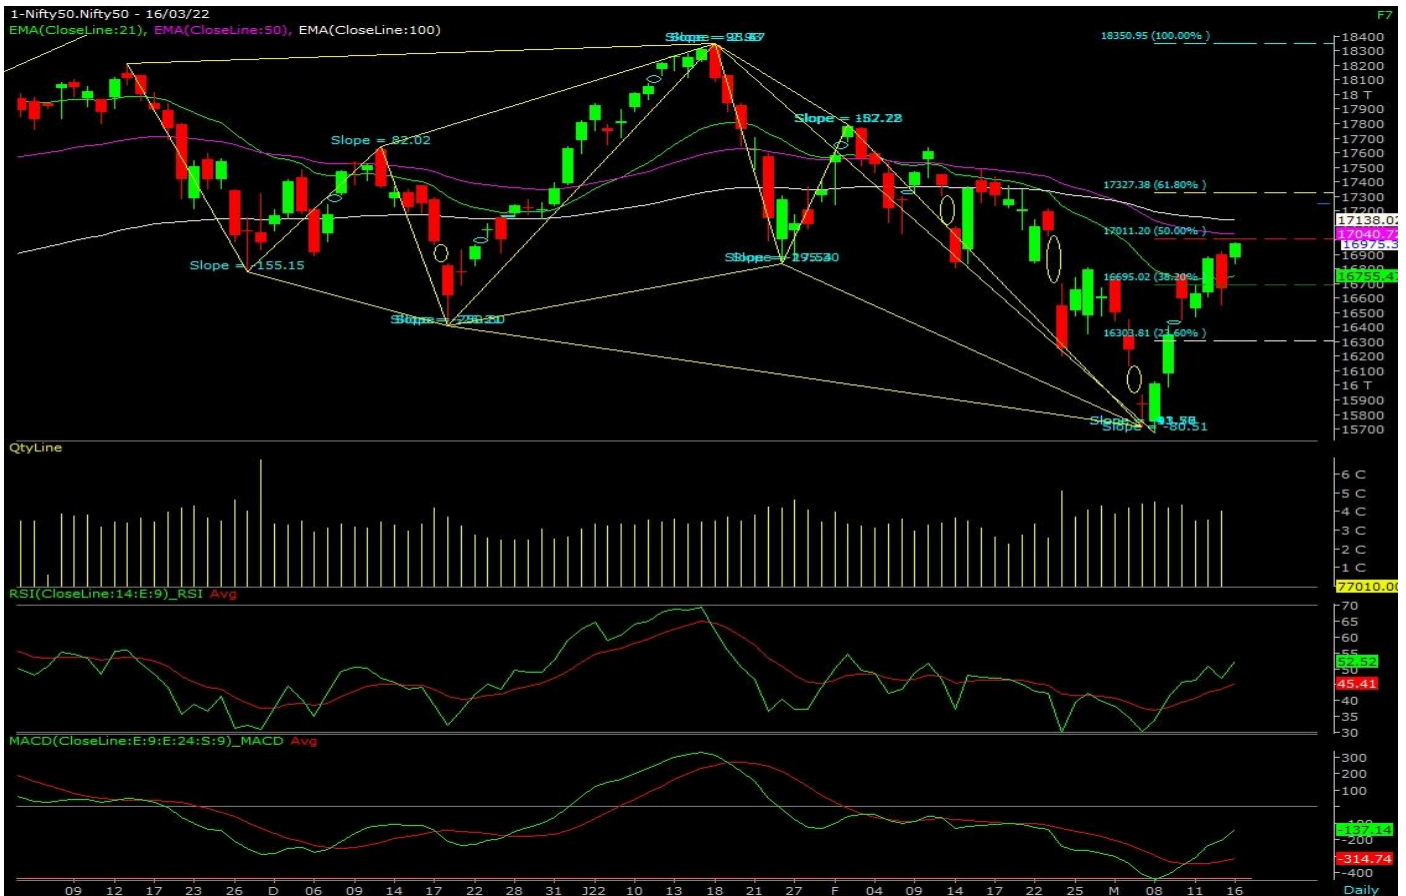 1-Nifty50.Nifty50 - 16/03/22
F7
EMA(CloseLine:21), EMA(CloseLine:50), EMA(CloseLine:100)
18350.95 (100.00% )
Slope = 82.02
17327.38 (61.80% )
17011.20 (50.00% )
16695.02 (38.20% )
16303.81 (23.60% )
Slope = -155.15
Slope =
Slope = -80.51
18400
18300
18200
18100
18 T
17900
17800
17700
17600
17500
17400
17300
17200
17138.02
17040.72
16975.3
16900
16800
16755.41
16700
16600
16500
16400
16300
16200
16100
16 T
15900
15800
15700
QtyLine
6 C
5 C
4 C
3 C
2 C
1 C
77010.00
RSI(CloseLine:14:E:9)_RSI Avg
70
65
60
55
52.52
45.41
40
35
30
MACD(CloseLine:E:9:E:24:S:9)_MACD Avg
300
200
100
-100
-137.14
-200
-314.74
-400
09 12 17 23 26 D 06 09 14 17 22 28 31 J22 10 13 18 21 27 F 04 09 14 17 22 25 M 08 11 16
Daily